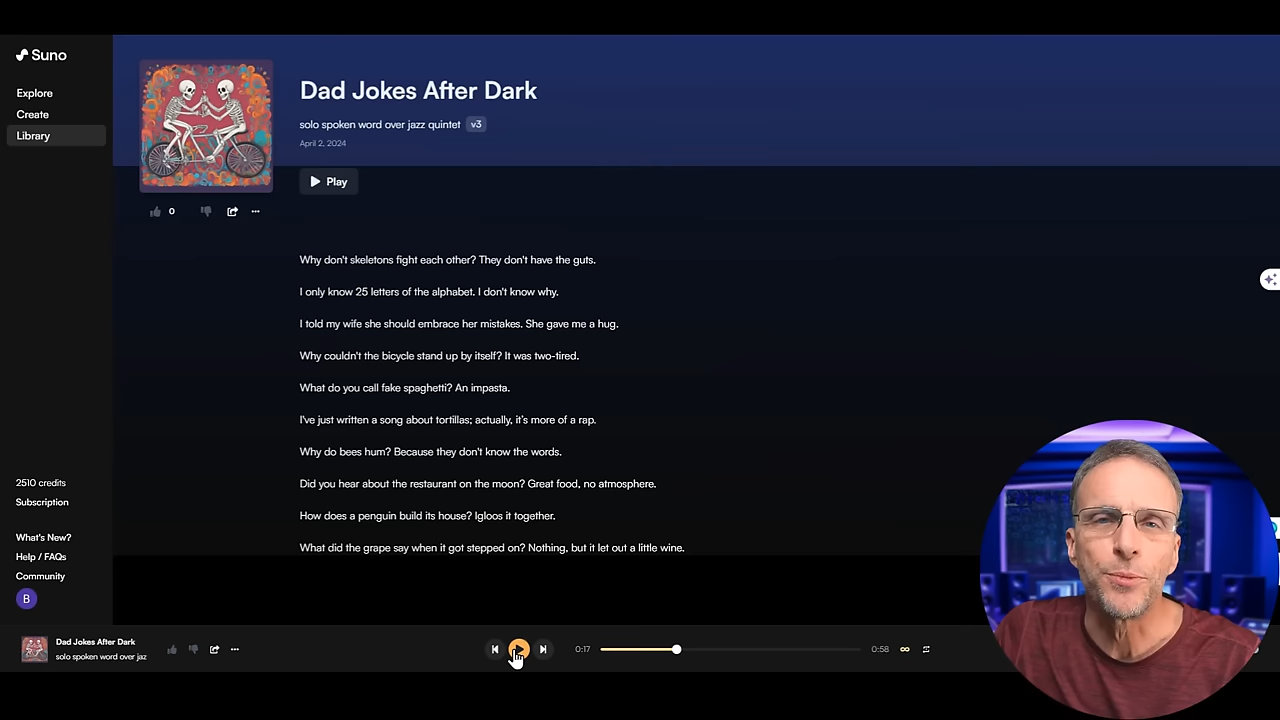 Suno
Explore
Create
Library
Dad Jokes After Dark
solo spoken word over jazz quintet v3
April 2, 2024
Play
0
Why don't skeletons fight each other? They don't have the guts.
I only know 25 letters of the alphabet. I don't know why.
I told my wife she should embrace her mistakes. She gave me a hug.
Why couldn't the bicycle stand up by itself? It was two-tired.
What do you call fake spaghetti? An impasta.
I've just written a song about tortillas; actually, it's more of a rap.
Why do bees hum? Because they don't know the words.
Did you hear about the restaurant on the moon? Great food, no atmosphere.
How does a penguin build its house? Igloos it together.
What did the grape say when it got stepped on? Nothing, but it let out a little wine.
2510 credits
Subscription
What's New?
Help / FAQs
Community
B
Dad Jokes After Dark
solo spoken word over jaz
0:17
0:58